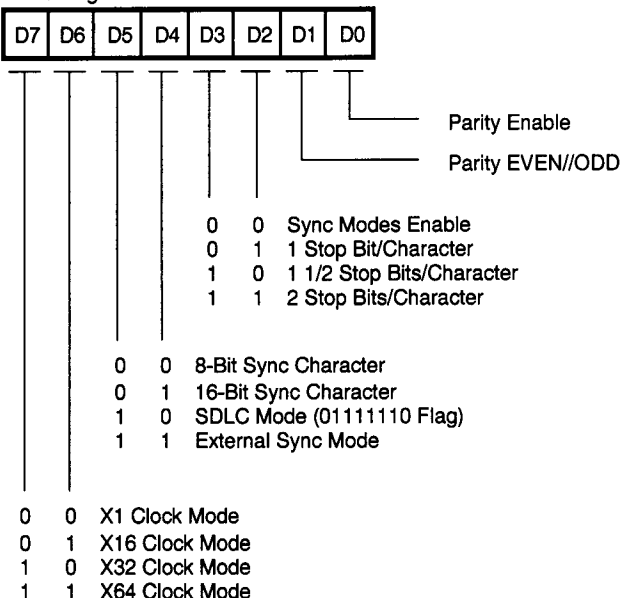 D7 D6 D5 D4 D3 D2 D1 D0
Parity Enable
Parity EVEN//ODD
0 0 Sync Modes Enable
0 1 1 Stop Bit/Character
1 0 1 1/2 Stop Bits/Character
1 1 2 Stop Bits/Character
0 0 8-Bit Sync Character
0 1 16-Bit Sync Character
1 0 SDLC Mode (01111110 Flag)
1 1 External Sync Mode
0 0 X1 Clock Mode
0 1 X16 Clock Mode
1 0 X32 Clock Mode
1 1 X64 Clock Mode